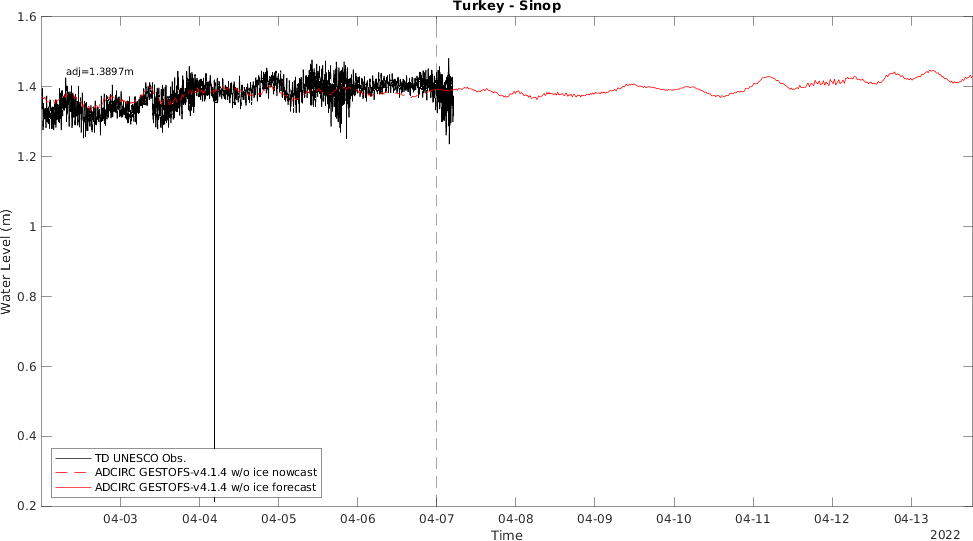 Turkey - Sinop
1.6
1.4
1.2
1
0.8
0.6
0.4
0.2
Water Level (m)
adj=1.3897m
TD UNESCO Obs.
ADCIRC GESTOFS-v4.1.4 w/o ice nowcast
ADCIRC GESTOFS-v4.1.4 w/o ice forecast
04-03 04-04 04-05 04-06 04-07 04-08 04-09 04-10 04-11 04-12 04-13
Time
2022